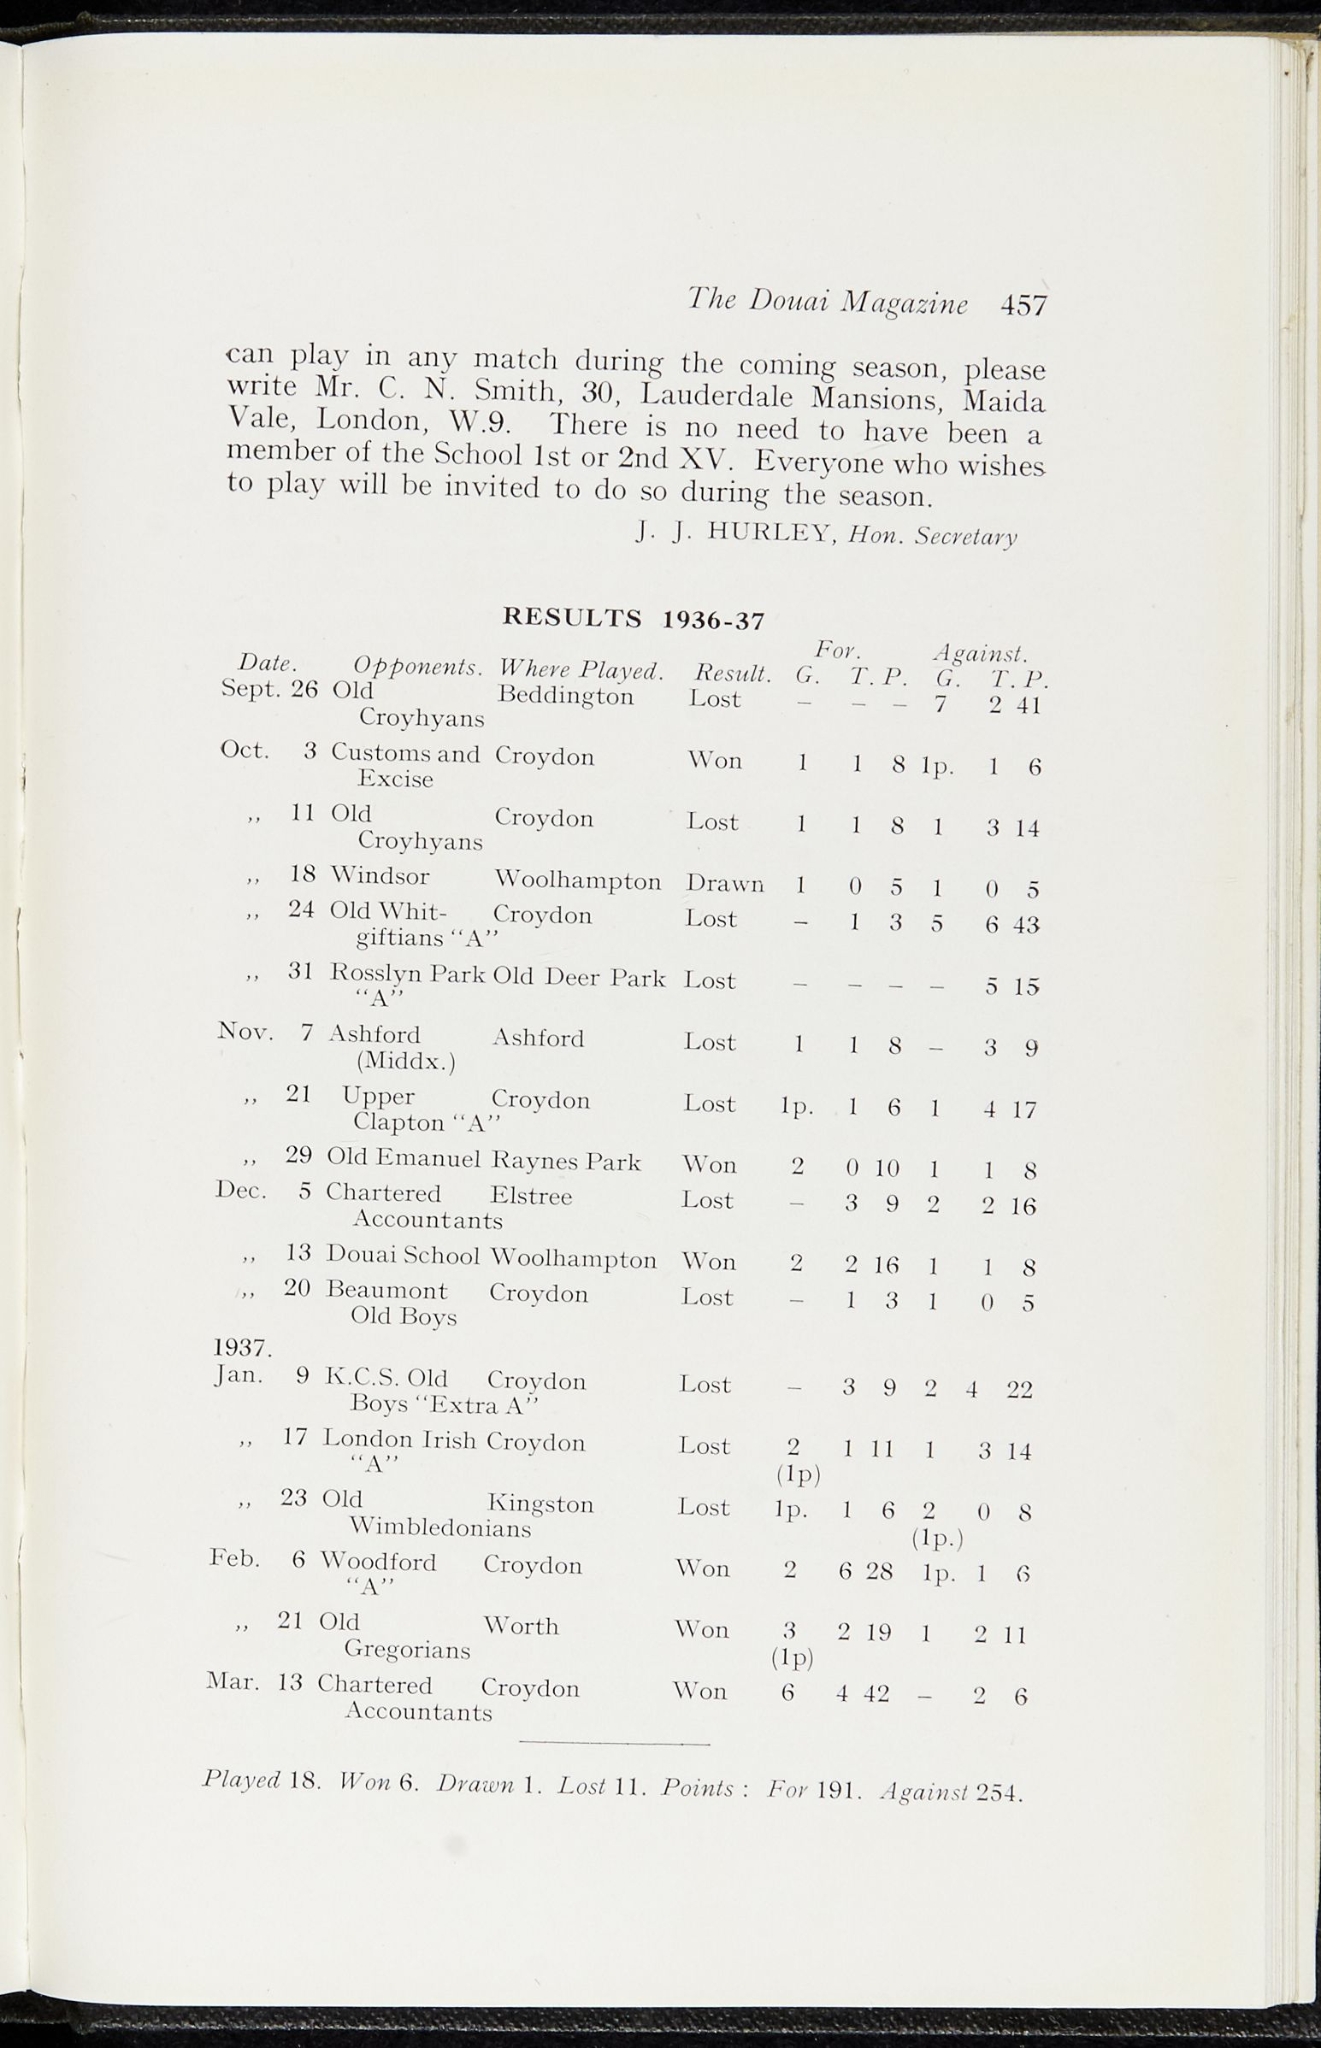 The Douai Magazine 457
can play in any match during the coming season, please
write Mr. C. N. Smith, 30, Lauderdale Mansions, Maida
Vale, London, W.9. There is no need to have been a
member of the School 1st or 2nd XV. Everyone who wishes
to play will be invited to do so during the season.
J. J. HURLEY, Hon. Secretary
RESULTS 1936-37
For. Against.
Date. Opponents. Where Played. Result. G. T. P. G. T. P.
Sept. 26 Old Beddington Lost – – – 7 2 41
Croyhyans
Oct. 3 Customs and Croydon Won 1 1 8 1p. 1 6
Excise
,, 11 Old Croydon Lost 1 1 8 1 3 14
Croyhyans
,, 18 Windsor Woolhampton Drawn 1 0 5 1 0 5
,, 24 Old Whit- Croydon Lost – 1 3 5 6 43
giftians "A"
,, 31 Rosslyn Park Old Deer Park Lost – – – – 5 15
"A"
Nov. 7 Ashford Ashford Lost 1 1 8 – 3 9
(Middx.)
,, 21 Upper Croydon Lost 1p. 1 6 1 4 17
Clapton "A"
,, 29 Old Emanuel Raynes Park Won 2 0 10 1 1 8
Dec. 5 Chartered Elstree Lost – 3 9 2 2 16
Accountants
,, 13 Douai School Woolhampton Won 2 2 16 1 1 8
,, 20 Beaumont Croydon Lost – 1 3 1 0 5
Old Boys
1937.
Jan. 9 K.C.S. Old Croydon Lost – 3 9 2 4 22
Boys "Extra A"
,, 17 London Irish Croydon Lost 2 1 11 1 3 14
"A" (1p)
,, 23 Old Kingston Lost 1p. 1 6 2 0 8
Wimbledonians (1p.)
Feb. 6 Woodford Croydon Won 2 6 28 1p. 1 6
"A"
,, 21 Old Worth Won 3 2 19 1 2 11
Gregorians (1p)
Mar. 13 Chartered Croydon Won 6 4 42 – 2 6
Accountants
Played 18. Won 6. Drawn 1. Lost 11. Points : For 191. Against 254.